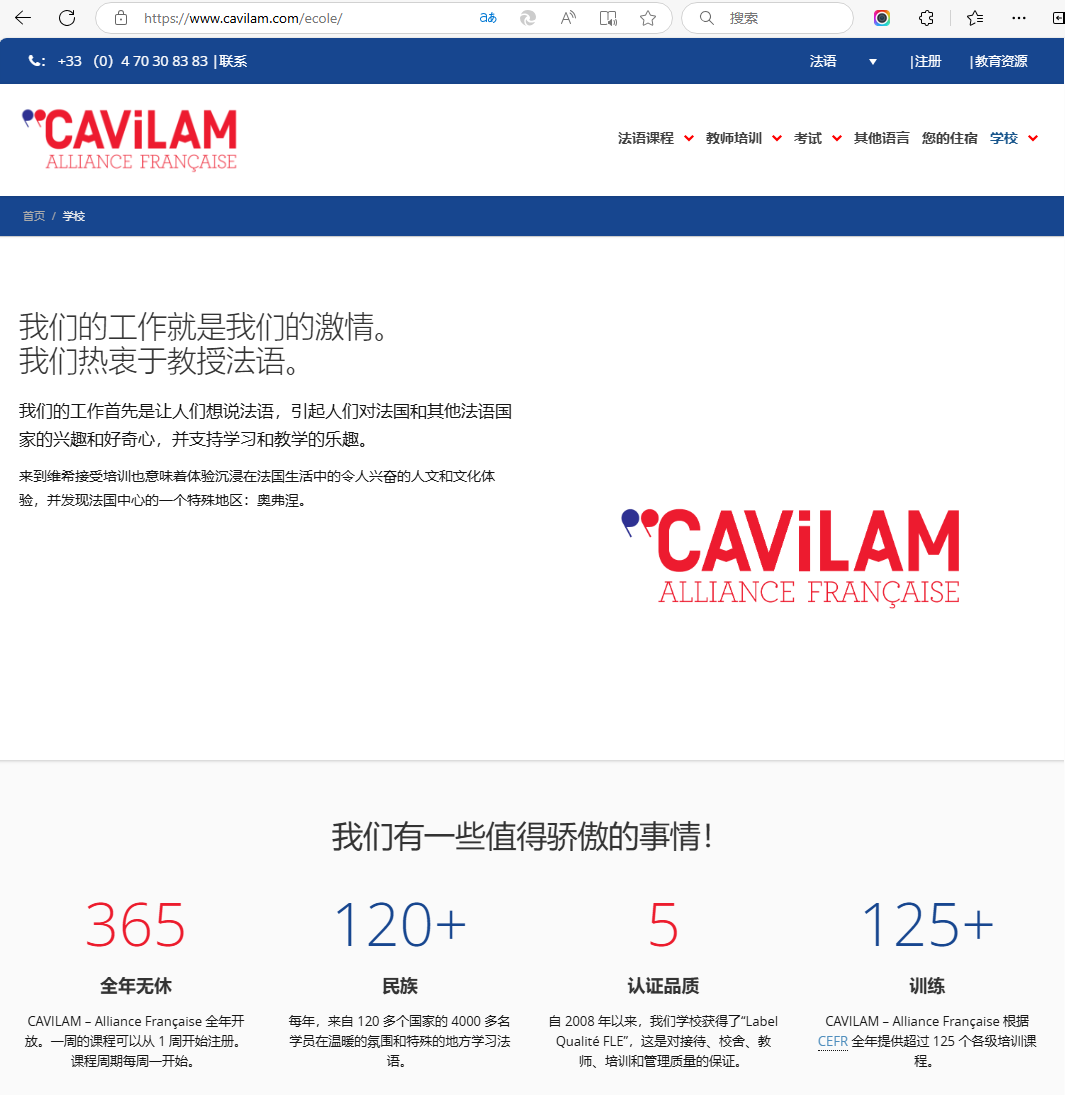 https://www.cavilam.com/ecole/
aあ
搜索
: +33 （0）4 70 30 83 83 |联系
法语
|注册
|教育资源
CAViLAM
ALLIANCE FRANÇAISE
法语课程
教师培训
考试
其他语言
您的住宿
学校
首页 / 学校
我们的工作就是我们的激情。
我们热衷于教授法语。
我们的工作首先是让人们想说法语，引起人们对法国和其他法语国
家的兴趣和好奇心，并支持学习和教学的乐趣。
来到维希接受培训也意味着体验沉浸在法国生活中的令人兴奋的人文和文化体
验，并发现法国中心的一个特殊地区：奥弗涅。
CAViLAM
ALLIANCE FRANÇAISE
我们有一些值得骄傲的事情！
365
全年无休
CAVILAM – Alliance Française 全年开
放。一周的课程可以从 1 周开始注册。
课程周期每周一开始。
120+
民族
每年，来自 120 多个国家的 4000 多名
学员在温暖的氛围和特殊的地方学习法
语。
5
认证品质
自 2008 年以来，我们学校获得了“Label
Qualité FLE”，这是对接待、校舍、教
师、培训和管理质量的保证。
125+
训练
CAVILAM – Alliance Française 根据
CEFR 全年提供超过 125 个各级培训课
程。